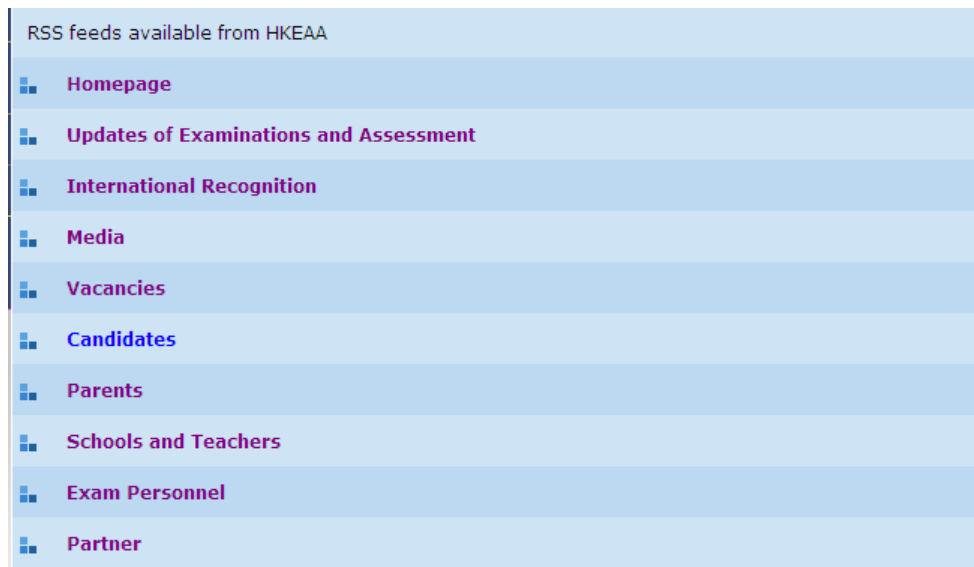 RSS feeds available from HKEAA
Homepage
Updates of Examinations and Assessment
International Recognition
Media
Vacancies
Candidates
Parents
Schools and Teachers
Exam Personnel
Partner